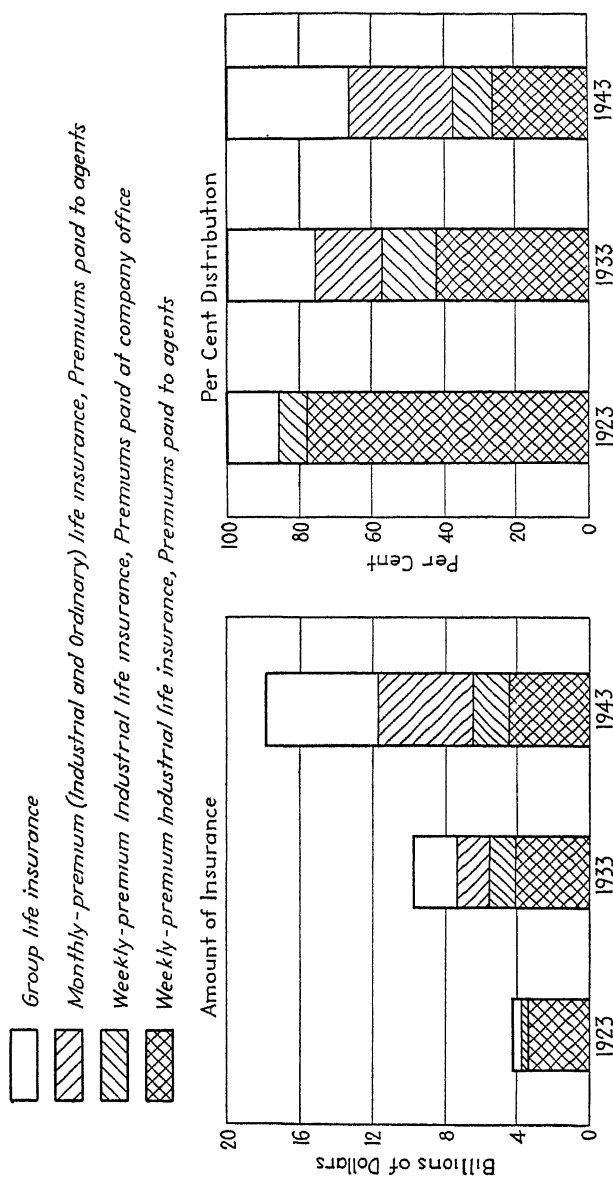 Group life insurance
Monthly-premium (Industrial and Ordinary) life insurance, Premiums paid to agents
Weekly-premium Industrial life insurance, Premiums paid at company office
Weekly-premium Industrial life insurance, Premiums paid to agents
Amount of Insurance
Billions of Dollars
20
16
12
8
4
0
1923 1933 1943
Per Cent Distribution
Per Cent
100
80
60
40
20
0
1923 1933 1943